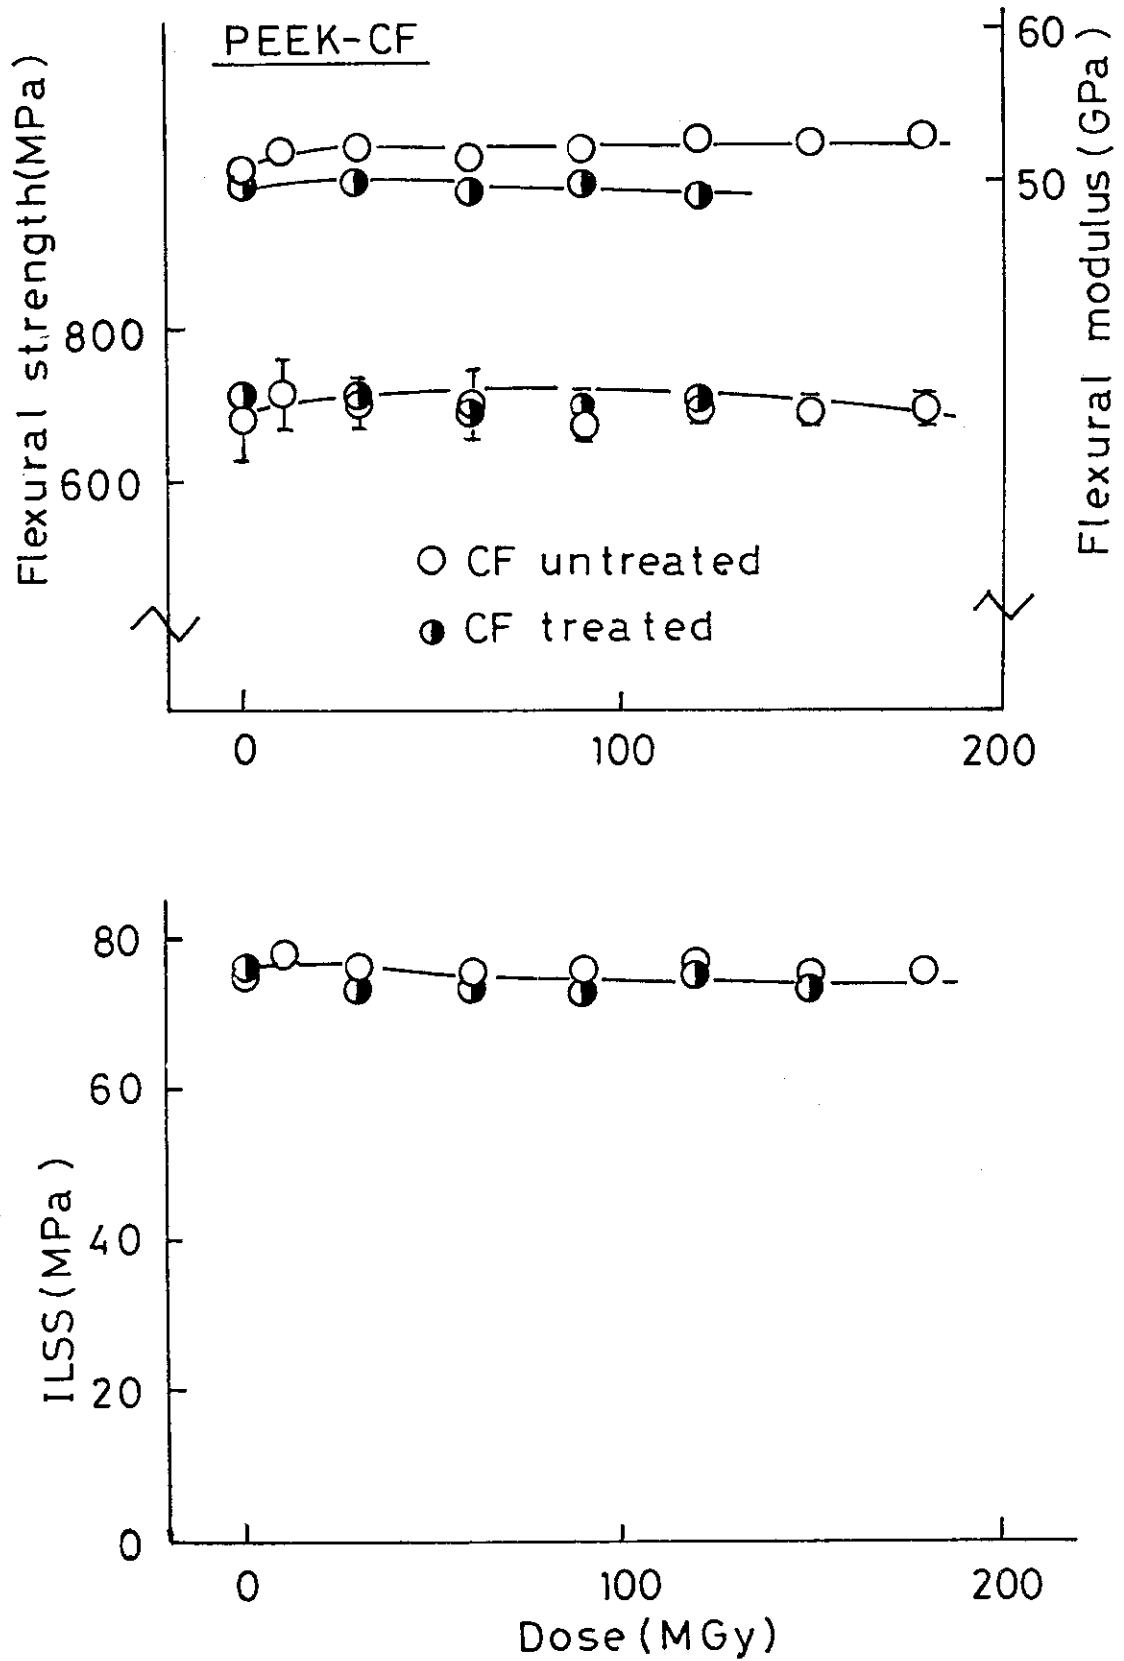 PEEK-CF
Flexural strength(MPa)
800
600
60
50
Flexural modulus(GPa)
CF untreated
CF treated
0 100 200
ILSS(MPa)
80
60
40
20
0
0 100 200
Dose(MGy)